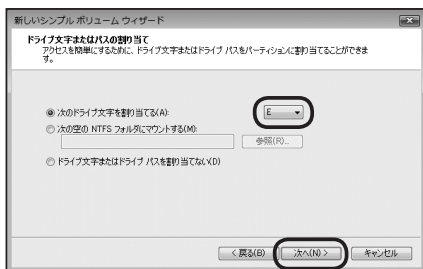 新しいシンプル ボリューム ウィザード
ドライブ文字またはパスの割り当て
アクセスを簡単にするために、ドライブ文字またはドライブ パスをパーティションに割り当てることができま
す。
次のドライブ文字を割り当てる(A):
E
次の空の NTFS フォルダにマウントする(M):
参照(R)...
ドライブ文字またはドライブ パスを割り当てない(D)
< 戻る(B)
次へ(N) >
キャンセル